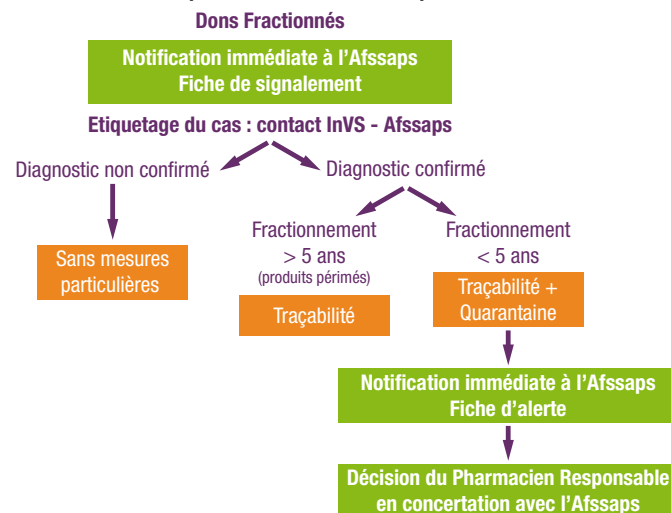 Dons Fractionnés
Notification immédiate à l'Afssaps
Fiche de signalement
Etiquetage du cas : contact InVS - Afssaps
Diagnostic non confirmé
Diagnostic confirmé
Sans mesures
particulières
Fractionnement
> 5 ans
(produits périmés)
Traçabilité
Fractionnement
< 5 ans
Traçabilité +
Quarantaine
Notification immédiate à l'Afssaps
Fiche d'alerte
Décision du Pharmacien Responsable
en concertation avec l'Afssaps